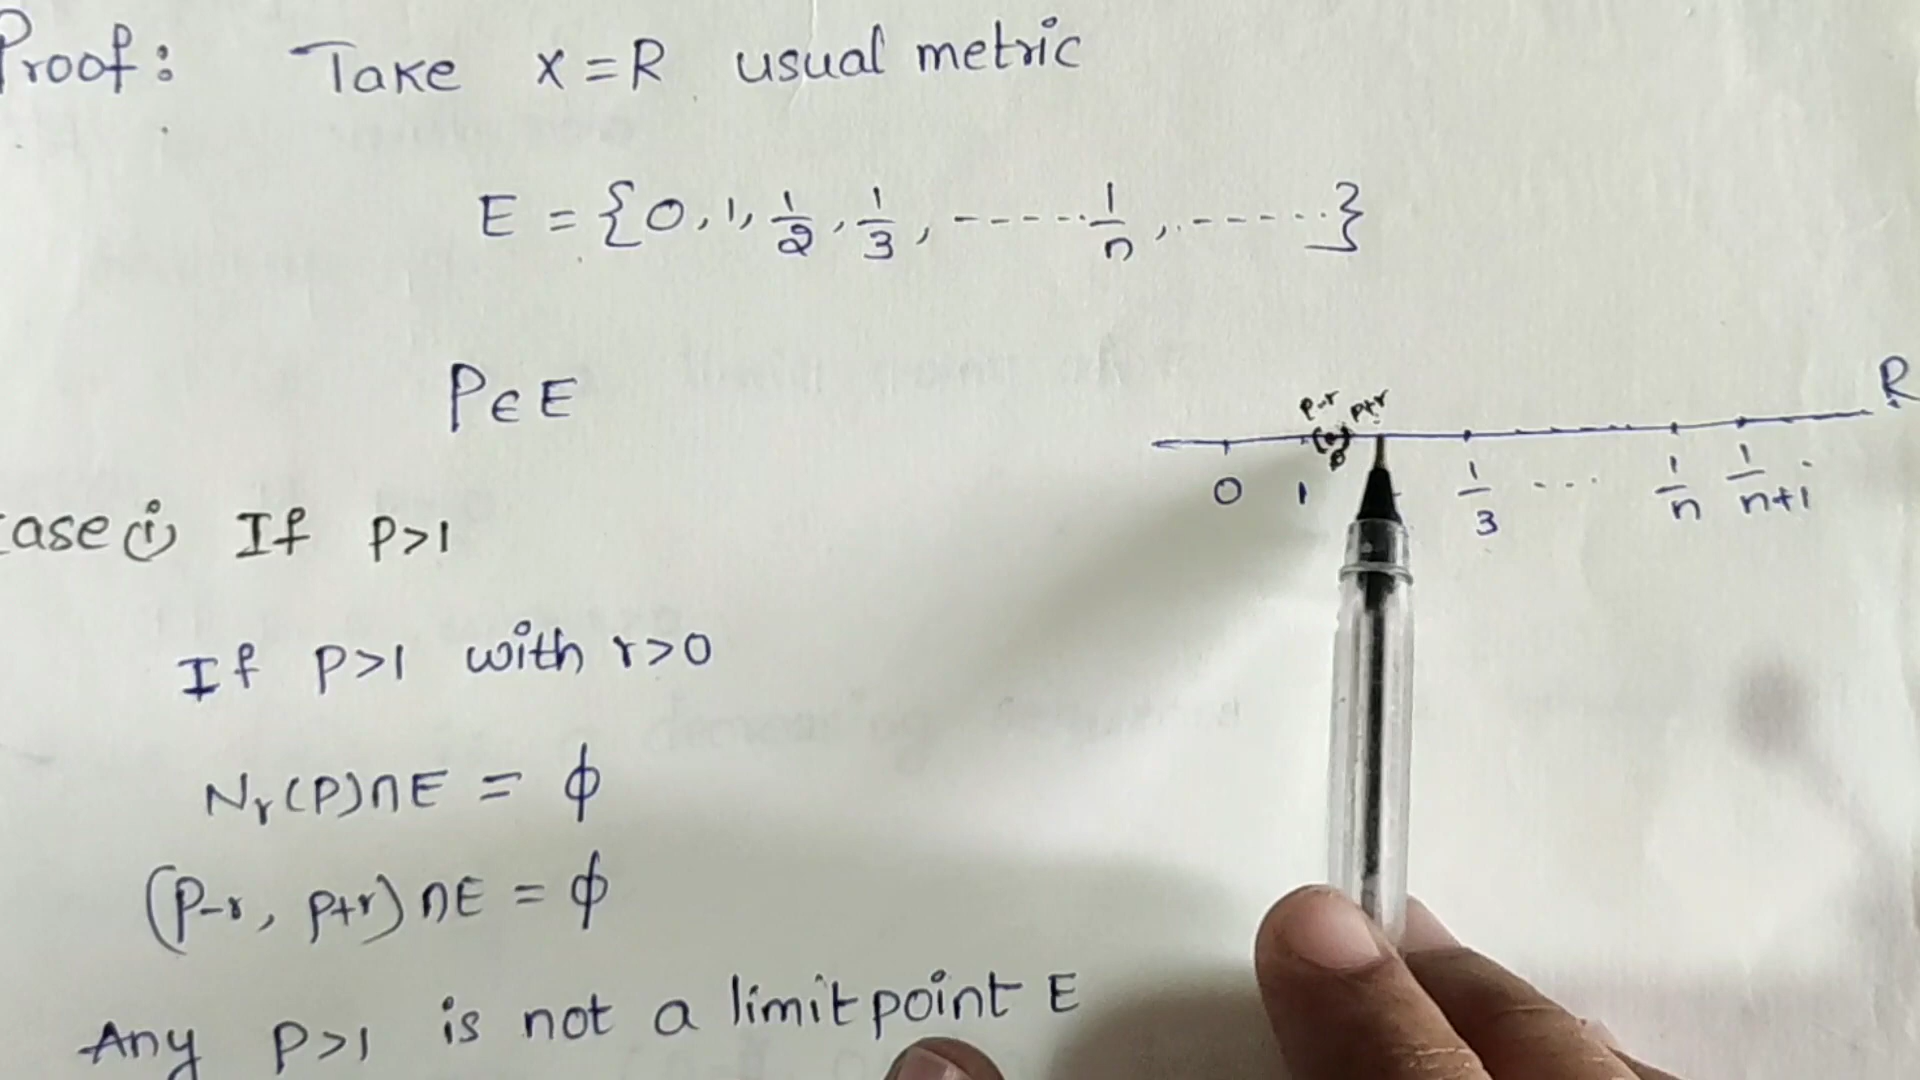 Proof: Take X = R usual metric
E = {0, 1, 1/2, 1/3, ------ 1/n, ------}
P ∈ E
p-r p+r
R
0 1 1/3 ... 1/n 1/n+1
p
case (i) If P>1
If P>1 with r>0
Nr(P)∩E = ϕ
(P-r, P+r)∩E = ϕ
Any P>1 is not a limit point E